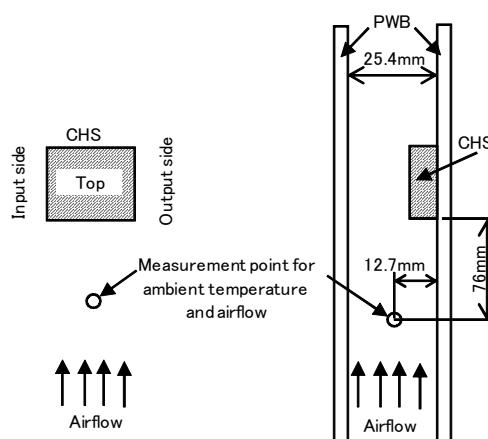 CHS
Input side
Top
Output side
Measurement point for
ambient temperature
and airflow
Airflow
PWB
25.4mm
CHS
12.7mm
76mm
Airflow